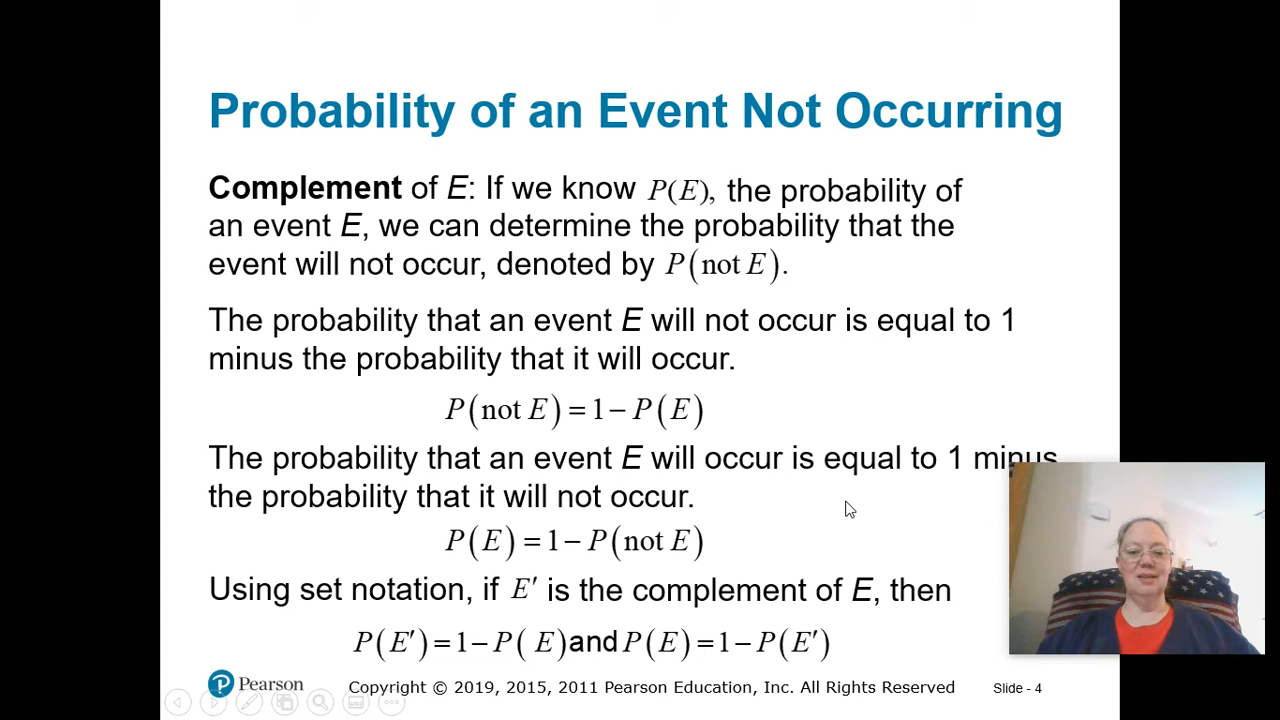 Probability of an Event Not Occurring
Complement of E: If we know P(E), the probability of
an event E, we can determine the probability that the
event will not occur, denoted by P(not E).
The probability that an event E will not occur is equal to 1
minus the probability that it will occur.
P(not E) = 1 − P(E)
The probability that an event E will occur is equal to 1 minus
the probability that it will not occur.
P(E) = 1 − P(not E)
Using set notation, if E′ is the complement of E, then
P(E′) = 1 − P( E) and P(E) = 1 − P(E′)
P Pearson Copyright © 2019, 2015, 2011 Pearson Education, Inc. All Rights Reserved Slide - 4